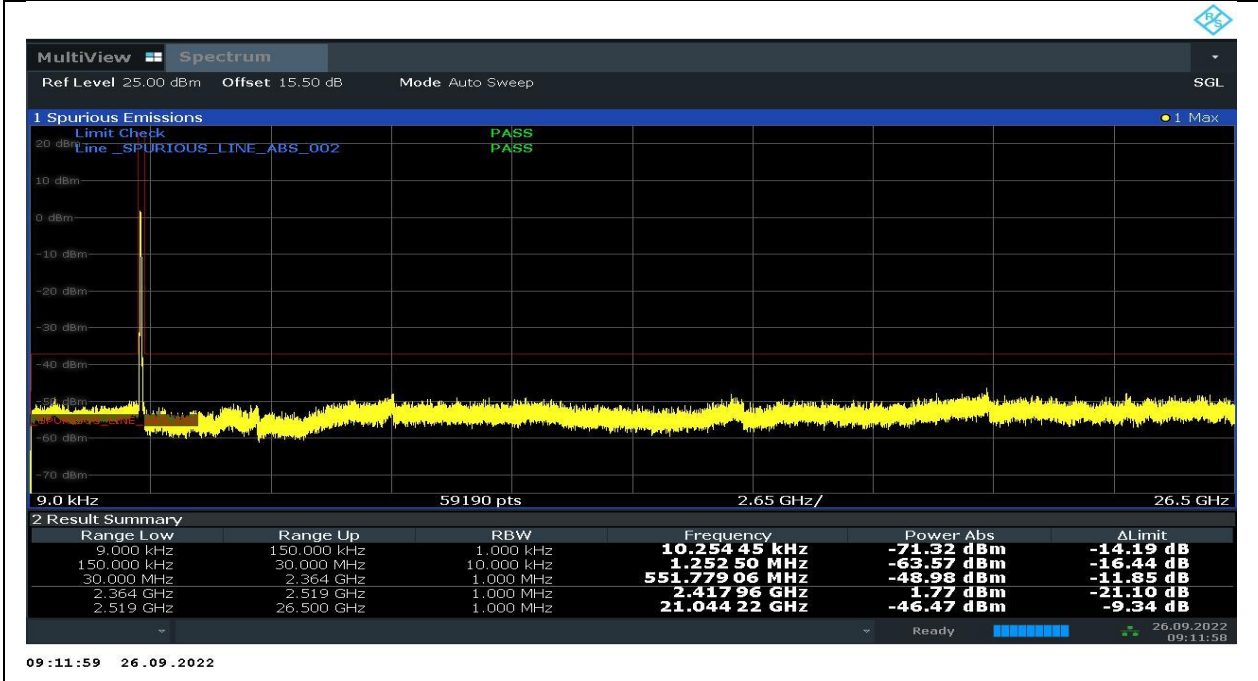 R&S
MultiView Spectrum
Ref Level 25.00 dBm Offset 15.50 dB Mode Auto Sweep SGL
1 Spurious Emissions 1 Max
Limit Check PASS
20 dBm
Line _SPURIOUS_LINE_ABS_002 PASS
10 dBm
0 dBm
-10 dBm
-20 dBm
-30 dBm
-40 dBm
-50 dBm
-60 dBm
-70 dBm
9.0 kHz 59190 pts 2.65 GHz/ 26.5 GHz
2 Result Summary
Range Low Range Up RBW Frequency Power Abs ΔLimit
9.000 kHz 150.000 kHz 1.000 kHz 10.254 45 kHz -71.32 dBm -14.19 dB
150.000 kHz 30.000 MHz 10.000 kHz 1.252 50 MHz -63.57 dBm -16.44 dB
30.000 MHz 2.364 GHz 1.000 MHz 551.779 06 MHz -48.98 dBm -11.85 dB
2.364 GHz 2.519 GHz 1.000 MHz 2.417 96 GHz 1.77 dBm -21.10 dB
2.519 GHz 26.500 GHz 1.000 MHz 21.044 22 GHz -46.47 dBm -9.34 dB
Ready 26.09.2022
09:11:58
09:11:59 26.09.2022